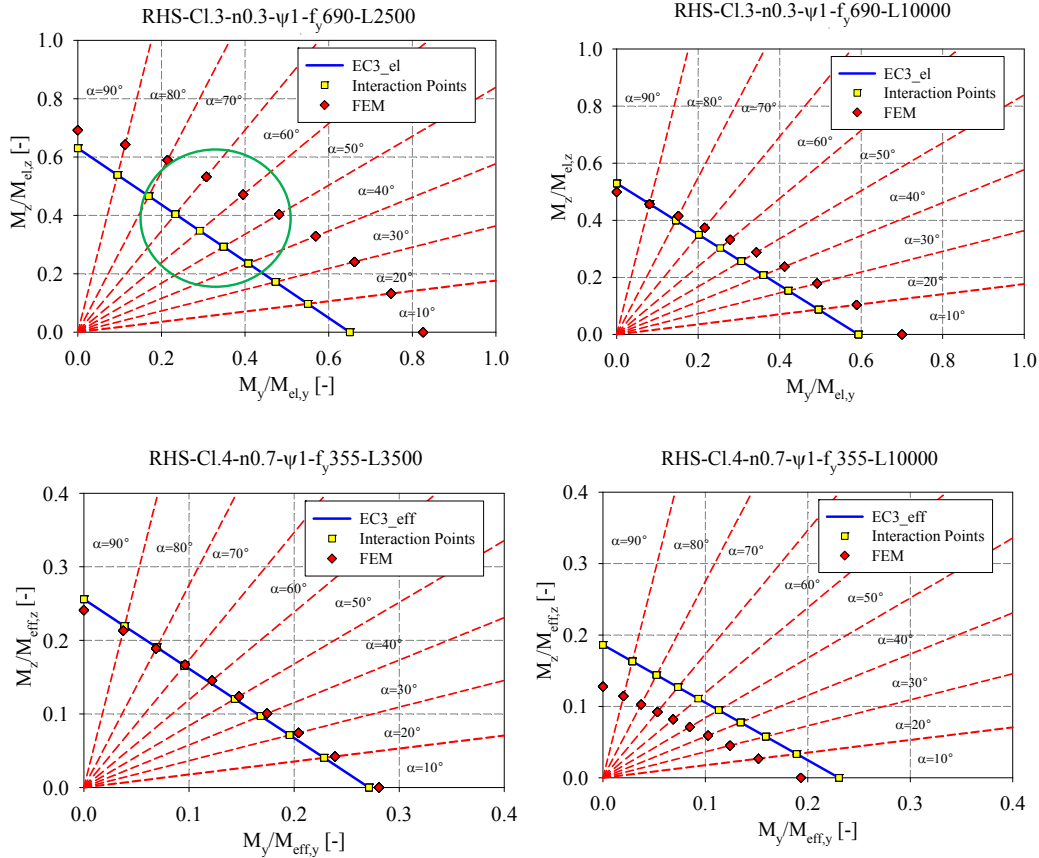 RHS-Cl.3-n0.3-ψ1-fy690-L2500
1.0
0.8
0.6
0.4
0.2
0.0
Mz/Mel,z [-]
EC3_el
Interaction Points
FEM
α=90°
α=80°
α=70°
α=60°
α=50°
α=40°
α=30°
α=20°
α=10°
0.0 0.2 0.4 0.6 0.8 1.0
My/Mel,y [-]
RHS-Cl.3-n0.3-ψ1-fy690-L10000
1.0
0.8
0.6
0.4
0.2
0.0
Mz/Mel,z
EC3_el
Interaction Points
FEM
α=90°
α=80°
α=70°
α=60°
α=50°
α=40°
α=30°
α=20°
α=10°
0.0 0.2 0.4 0.6 0.8 1.0
My/Mel,y
RHS-Cl.4-n0.7-ψ1-fy355-L3500
0.4
0.3
0.2
0.1
0.0
Mz/Meff,z [-]
EC3_eff
Interaction Points
FEM
α=90°
α=80°
α=70°
α=60°
α=50°
α=40°
α=30°
α=20°
α=10°
0.0 0.1 0.2 0.3 0.4
My/Meff,y [-]
RHS-Cl.4-n0.7-ψ1-fy355-L10000
0.4
0.3
0.2
0.1
0.0
Mz/Meff,z [-]
EC3_eff
Interaction Points
FEM
α=90°
α=80°
α=70°
α=60°
α=50°
α=40°
α=30°
α=20°
α=10°
0.0 0.1 0.2 0.3 0.4
My/Meff,y [-]